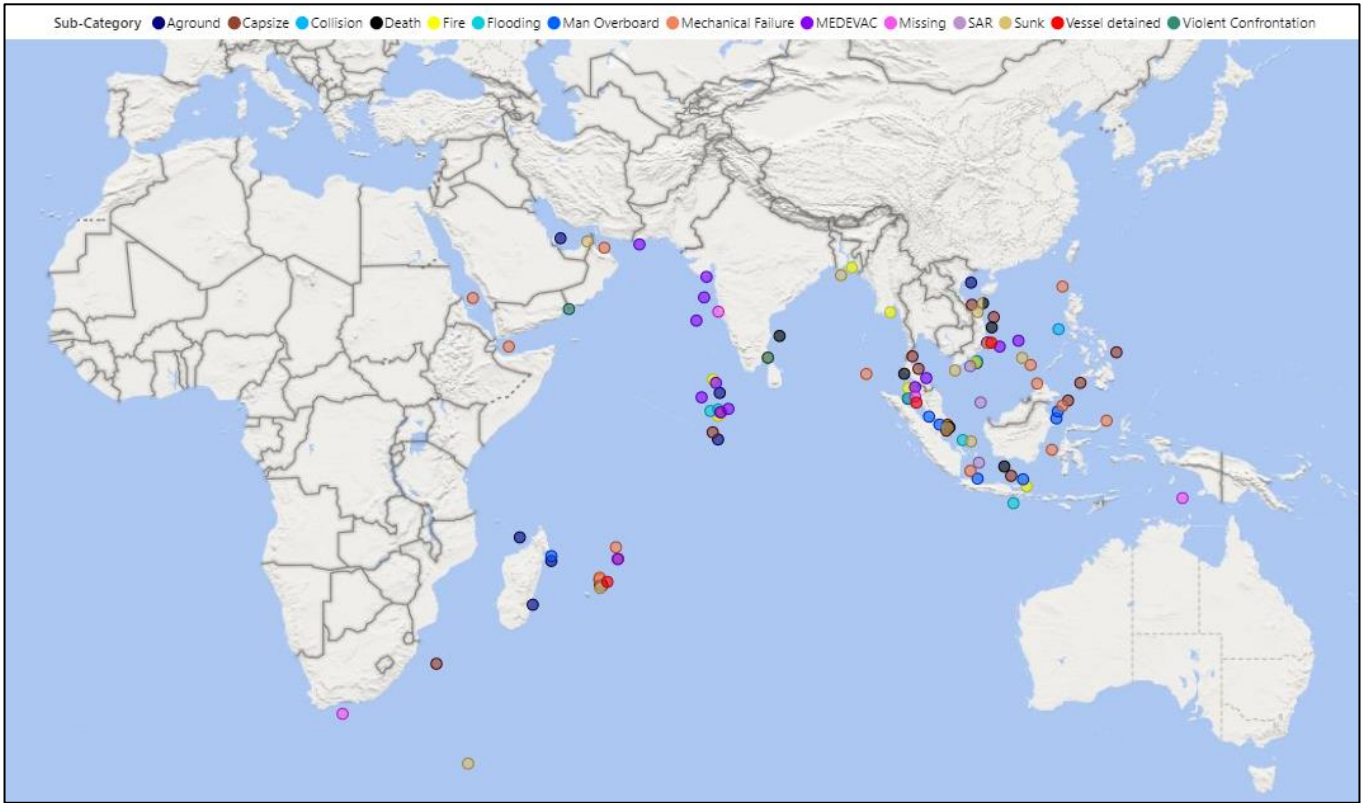 Sub-Category Aground Capsize Collision Death Fire Flooding Man Overboard Mechanical Failure MEDEVAC Missing SAR Sunk Vessel detained Violent Confrontation